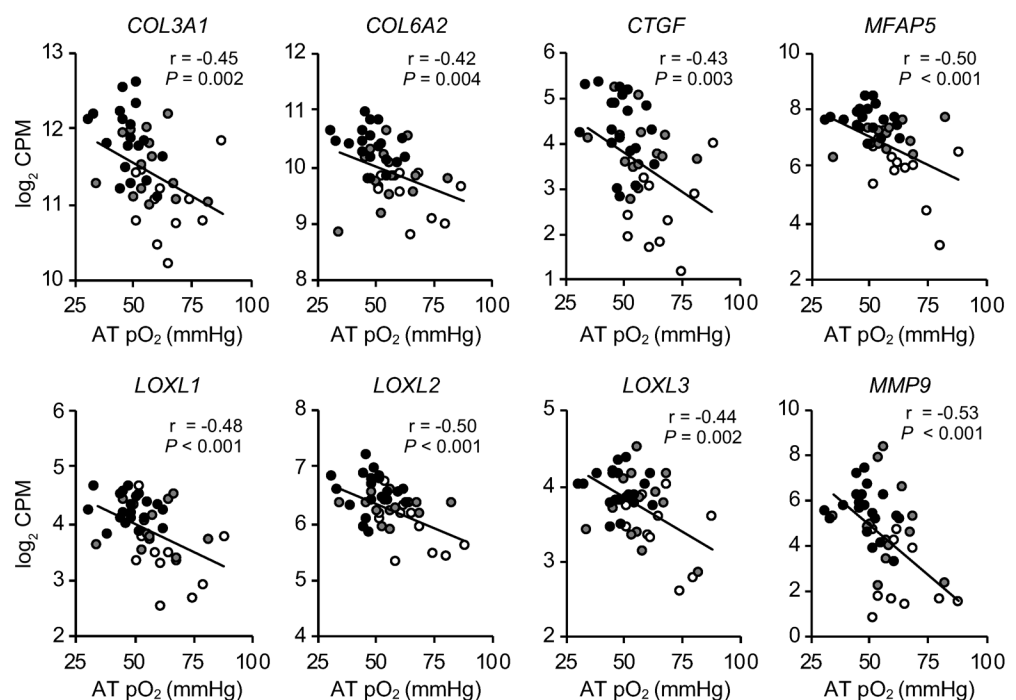 COL3A1 COL6A2 CTGF MFAP5
13 12 6 10
r = -0.45 r = -0.42 r = -0.43 r = -0.50
P = 0.002 P = 0.004 P = 0.003 P < 0.001
5
12 11 8
4
log₂ CPM
10 6
3
11 9 4
2
10 8 1 2
25 50 75 100 25 50 75 100 25 50 75 100 25 50 75 100
AT pO₂ (mmHg) AT pO₂ (mmHg) AT pO₂ (mmHg) AT pO₂ (mmHg)
LOXL1 LOXL2 LOXL3 MMP9
6 8 5 10
r = -0.48 r = -0.50 r = -0.44 r = -0.53
P < 0.001 P < 0.001 P = 0.002 P < 0.001
8
5 7
4 6
4 6
log₂ CPM
4
3
3 5 2
2 4 2 0
25 50 75 100 25 50 75 100 25 50 75 100 25 50 75 100
AT pO₂ (mmHg) AT pO₂ (mmHg) AT pO₂ (mmHg) AT pO₂ (mmHg)